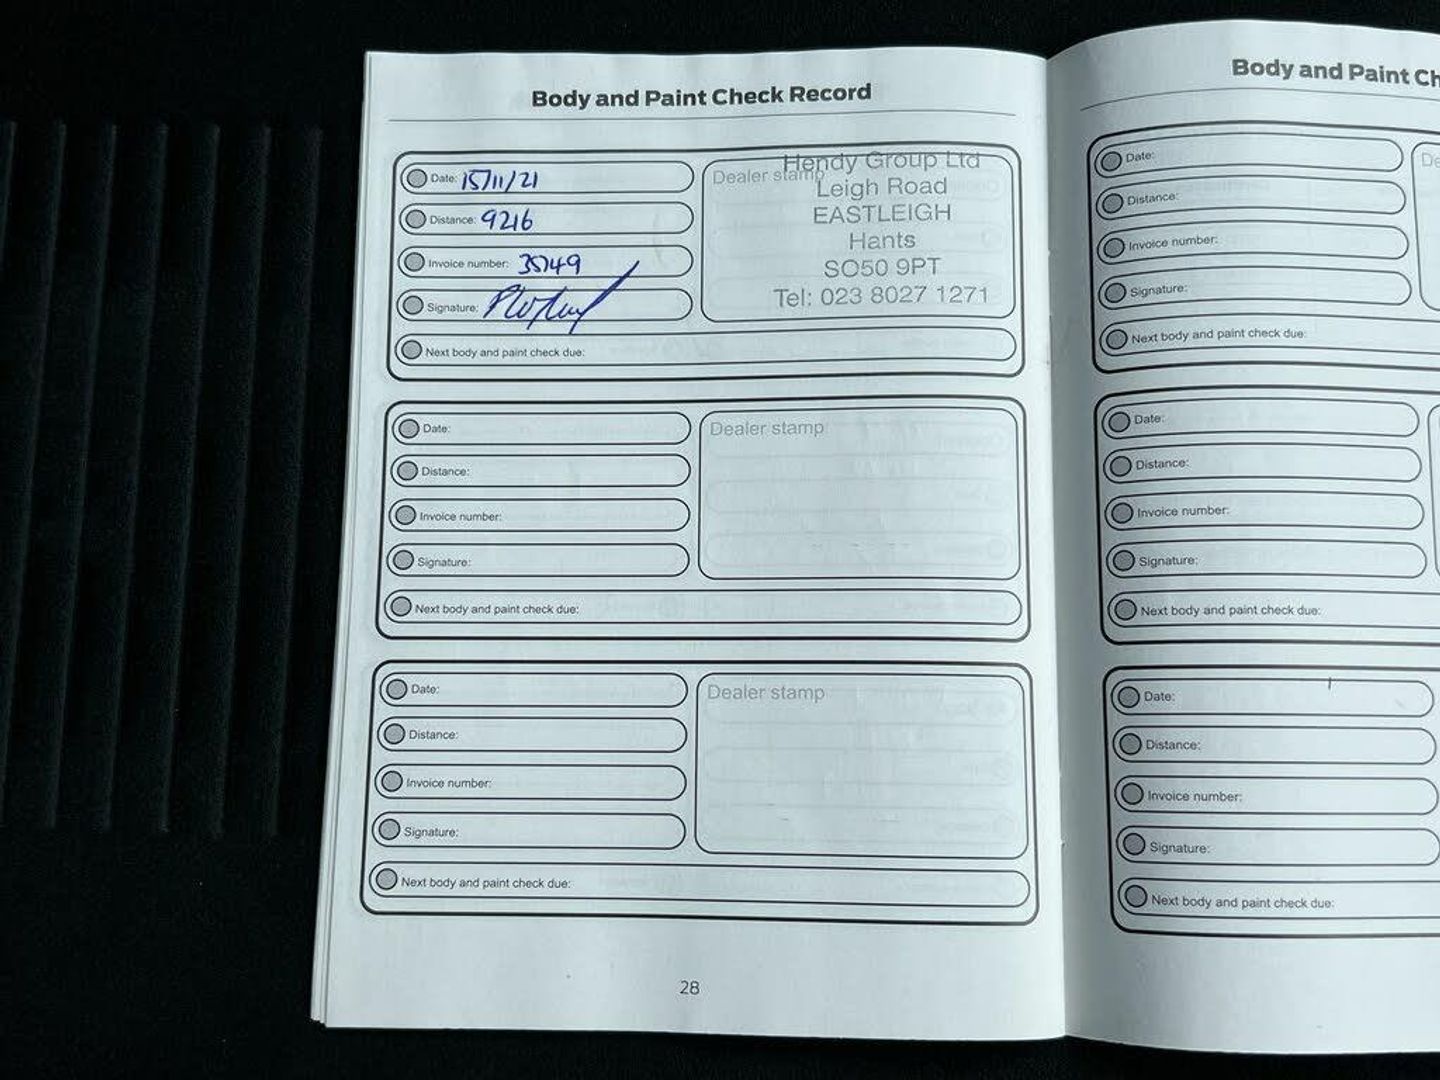 Body and Paint Check Record
Date: 15/11/21
Distance: 9216
Invoice number: 35149
Signature:
Next body and paint check due:
Dealer stamp
Hendy Group Ltd
Leigh Road
EASTLEIGH
Hants
SO50 9PT
Tel: 023 8027 1271
Date:
Distance:
Invoice number:
Signature:
Next body and paint check due:
Dealer stamp
Date:
Distance:
Invoice number:
Signature:
Next body and paint check due:
Dealer stamp
28
Body and Paint Ch
Date:
Distance:
Invoice number:
Signature:
Next body and paint check due:
De
Date:
Distance:
Invoice number:
Signature:
Next body and paint check due:
Date:
Distance:
Invoice number:
Signature:
Next body and paint check due: